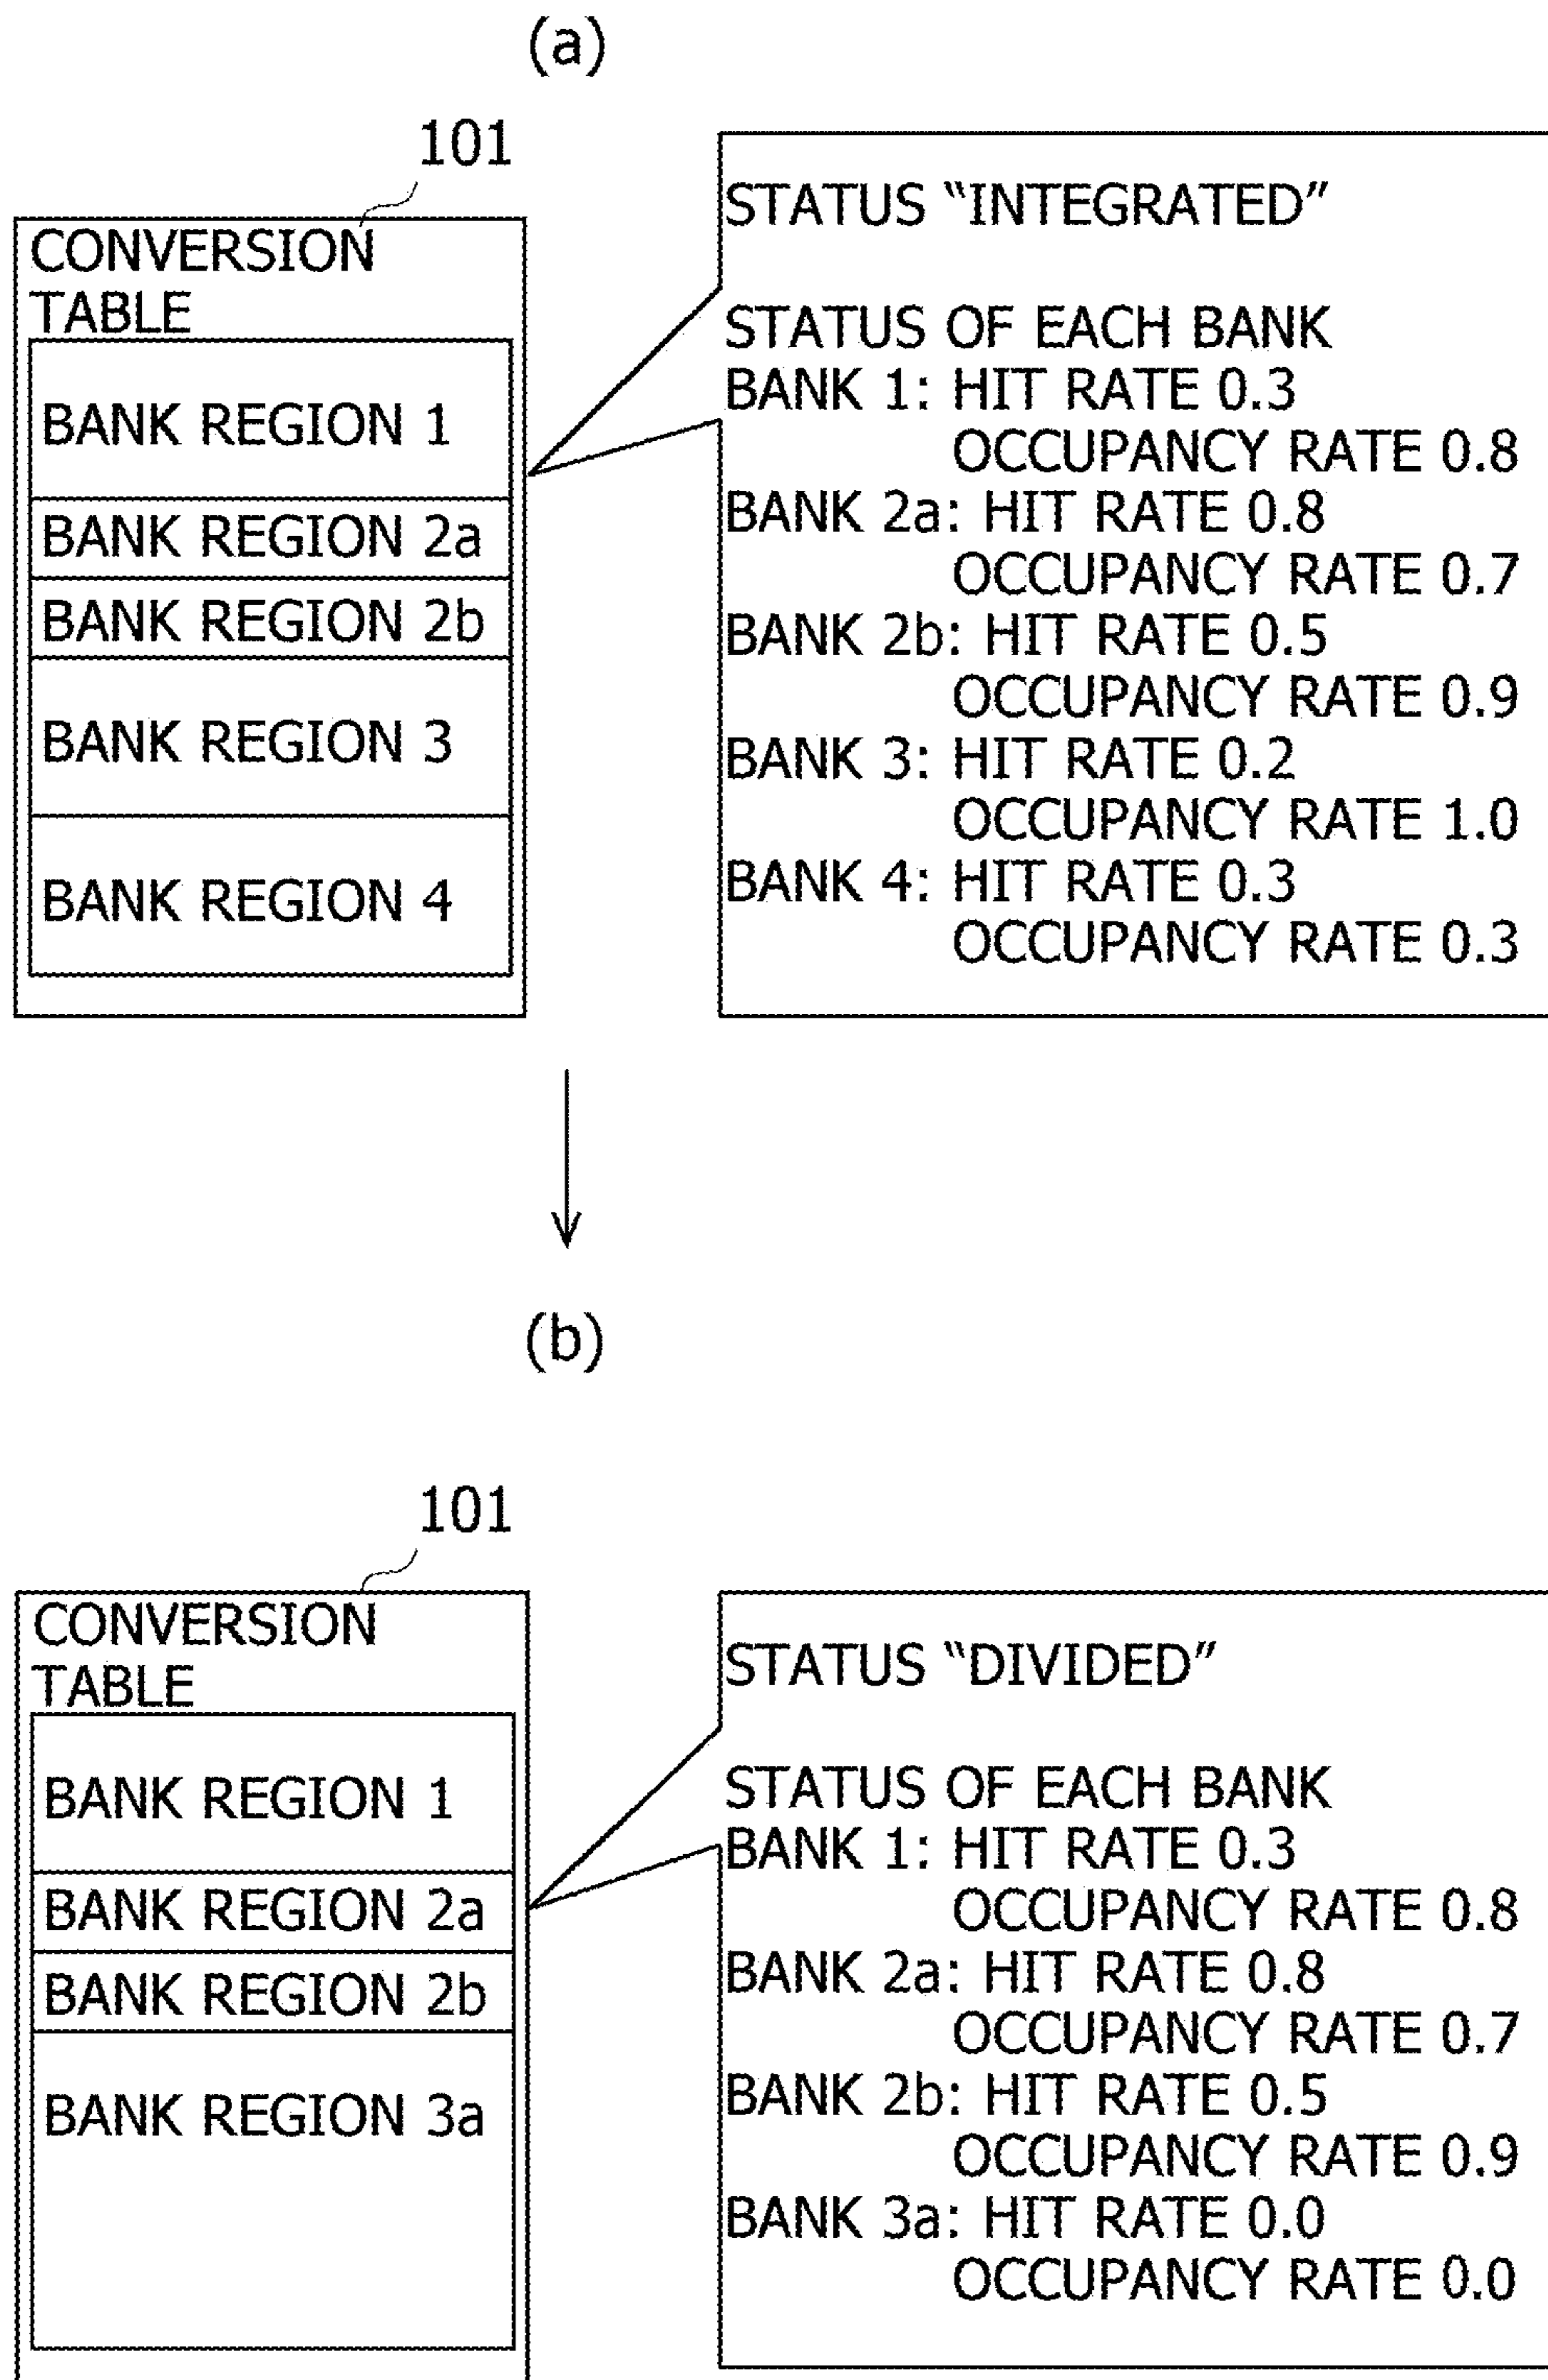 (a)
101
CONVERSION
TABLE
BANK REGION 1
BANK REGION 2a
BANK REGION 2b
BANK REGION 3
BANK REGION 4
STATUS “INTEGRATED”
STATUS OF EACH BANK
BANK 1: HIT RATE 0.3
OCCUPANCY RATE 0.8
BANK 2a: HIT RATE 0.8
OCCUPANCY RATE 0.7
BANK 2b: HIT RATE 0.5
OCCUPANCY RATE 0.9
BANK 3: HIT RATE 0.2
OCCUPANCY RATE 1.0
BANK 4: HIT RATE 0.3
OCCUPANCY RATE 0.3
(b)
101
CONVERSION
TABLE
BANK REGION 1
BANK REGION 2a
BANK REGION 2b
BANK REGION 3a
STATUS “DIVIDED”
STATUS OF EACH BANK
BANK 1: HIT RATE 0.3
OCCUPANCY RATE 0.8
BANK 2a: HIT RATE 0.8
OCCUPANCY RATE 0.7
BANK 2b: HIT RATE 0.5
OCCUPANCY RATE 0.9
BANK 3a: HIT RATE 0.0
OCCUPANCY RATE 0.0